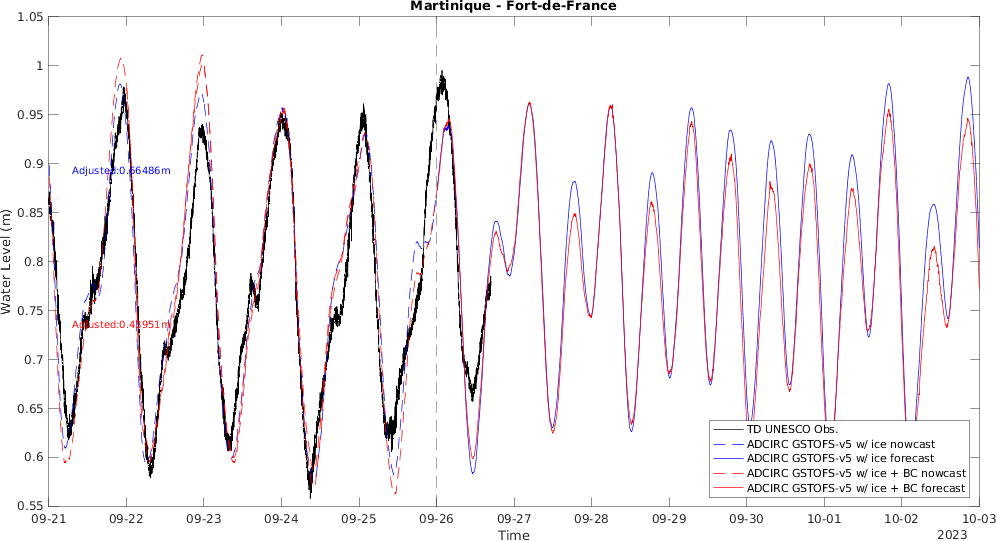 Martinique - Fort-de-France
1.05
1
0.95
0.9
0.85
0.8
0.75
0.7
0.65
0.6
0.55
Water Level (m)
Adjusted:0.66486m
Adjusted:0.43951m
TD UNESCO Obs.
ADCIRC GSTOFS-v5 w/ ice nowcast
ADCIRC GSTOFS-v5 w/ ice forecast
ADCIRC GSTOFS-v5 w/ ice + BC nowcast
ADCIRC GSTOFS-v5 w/ ice + BC forecast
09-21 09-22 09-23 09-24 09-25 09-26 09-27 09-28 09-29 09-30 10-01 10-02 10-03
Time
2023